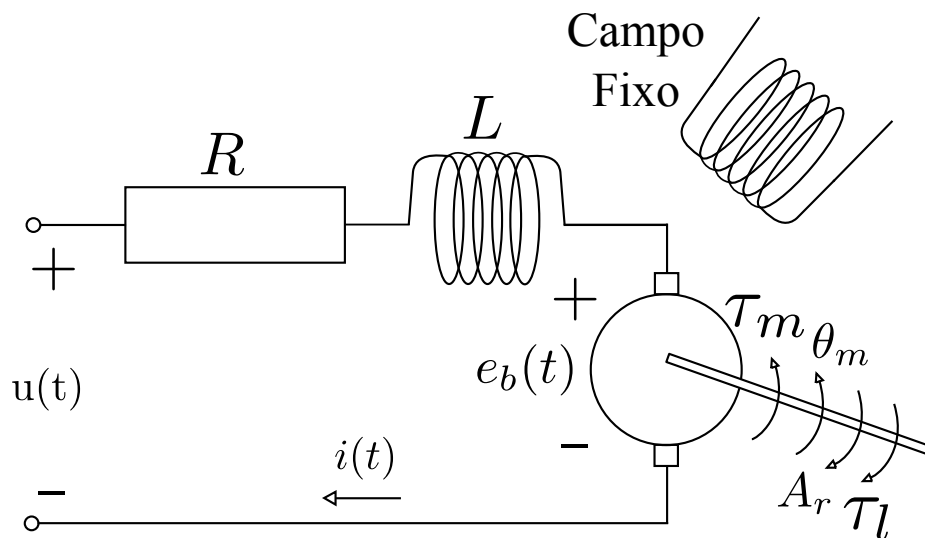 Campo
Fixo
R
L
+
+
τ_m
θ_m
e_b(t)
u(t)
-
i(t)
-
A_r
τ_l